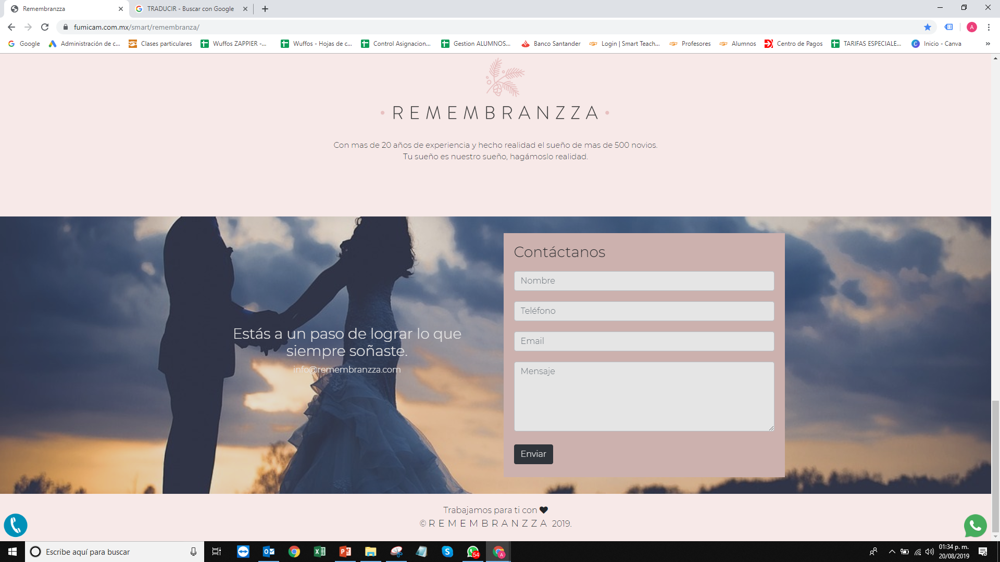 Remembranzza
TRADUCIR - Buscar con Google
fumicam.com.mx/smart/remembranza/
A
Google
Administración de c...
Clases particulares
Wuffos ZAPPIER -...
Wuffos - Hojas de c...
Control Asignacion...
Gestion ALUMNOS...
Banco Santander
Login | Smart Teach...
Profesores
Alumnos
Centro de Pagos
TARIFAS ESPECIALE...
Inicio - Canva
»
• REMEMBRANZZA •
Con mas de 20 años de experiencia y hecho realidad el sueño de mas de 500 novios.
Tu sueño es nuestro sueño, hagámoslo realidad.
Estás a un paso de lograr lo que
siempre soñaste.
info@remembranzza.com
Contáctanos
Nombre
Teléfono
Email
Mensaje
Enviar
Trabajamos para ti con ♥
© R E M E M B R A N Z Z A 2019.
Escribe aquí para buscar
54
A
01:34 p. m.
20/08/2019